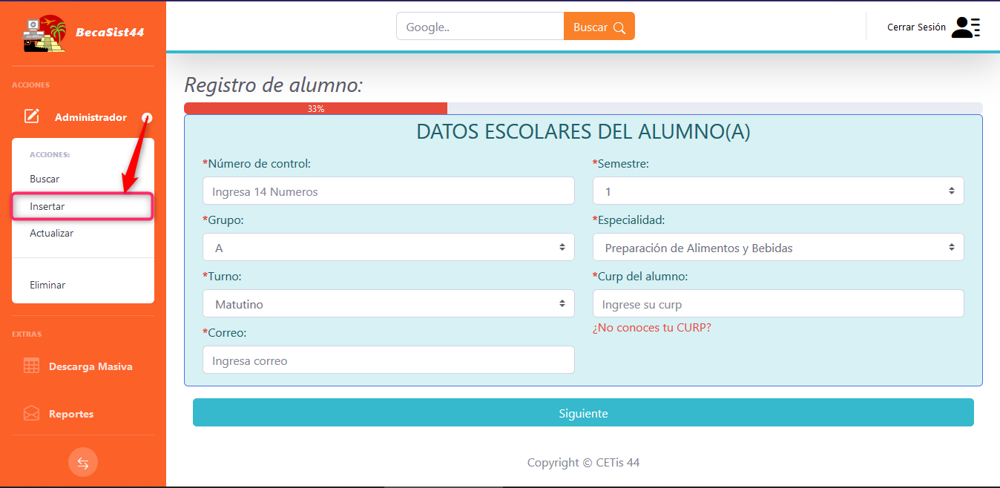 BecaSist44
Google..
Buscar
Cerrar Sesión
ACCIONES
Administrador
ACCIONES:
Buscar
Insertar
Actualizar
Eliminar
EXTRAS
Descarga Masiva
Reportes
Registro de alumno:
33%
DATOS ESCOLARES DEL ALUMNO(A)
*Número de control:
Ingresa 14 Numeros
*Semestre:
1
*Grupo:
A
*Especialidad:
Preparación de Alimentos y Bebidas
*Turno:
Matutino
*Curp del alumno:
Ingrese su curp
¿No conoces tu CURP?
*Correo:
Ingresa correo
Siguiente
Copyright © CETis 44